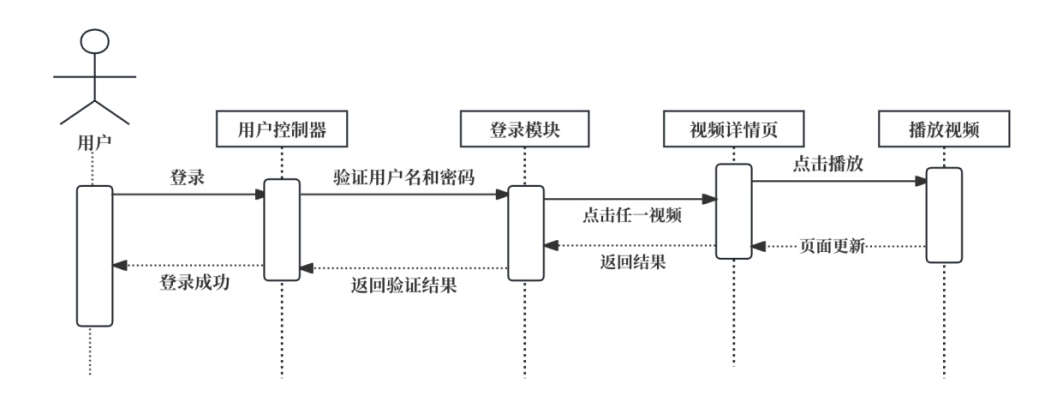 用户
用户控制器
登录模块
视频详情页
播放视频
登录
验证用户名和密码
点击任一视频
点击播放
登录成功
返回验证结果
返回结果
页面更新